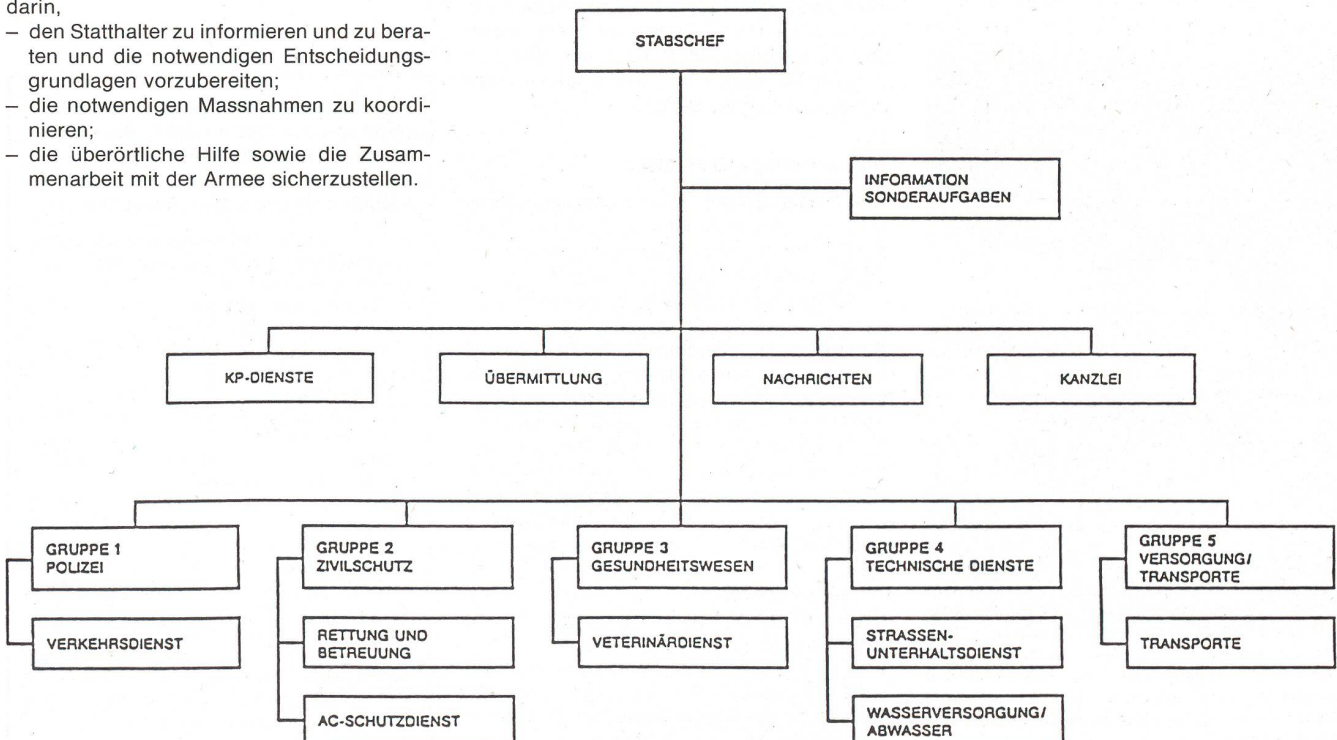 darin,
– den Statthalter zu informieren und zu bera-
ten und die notwendigen Entscheidungs-
grundlagen vorzubereiten;
– die notwendigen Massnahmen zu koordi-
nieren;
– die überörtliche Hilfe sowie die Zusam-
menarbeit mit der Armee sicherzustellen.
STABSCHEF
INFORMATION
SONDERAUFGABEN
KP-DIENSTE
ÜBERMITTLUNG
NACHRICHTEN
KANZLEI
GRUPPE 1
POLIZEI
VERKEHRSDIENST
GRUPPE 2
ZIVILSCHUTZ
RETTUNG UND
BETREUUNG
AC-SCHUTZDIENST
GRUPPE 3
GESUNDHEITSWESEN
VETERINÄRDIENST
GRUPPE 4
TECHNISCHE DIENSTE
STRASSEN-
UNTERHALTSDIENST
WASSERVERSORGUNG/
ABWASSER
GRUPPE 5
VERSORGUNG/
TRANSPORTE
TRANSPORTE